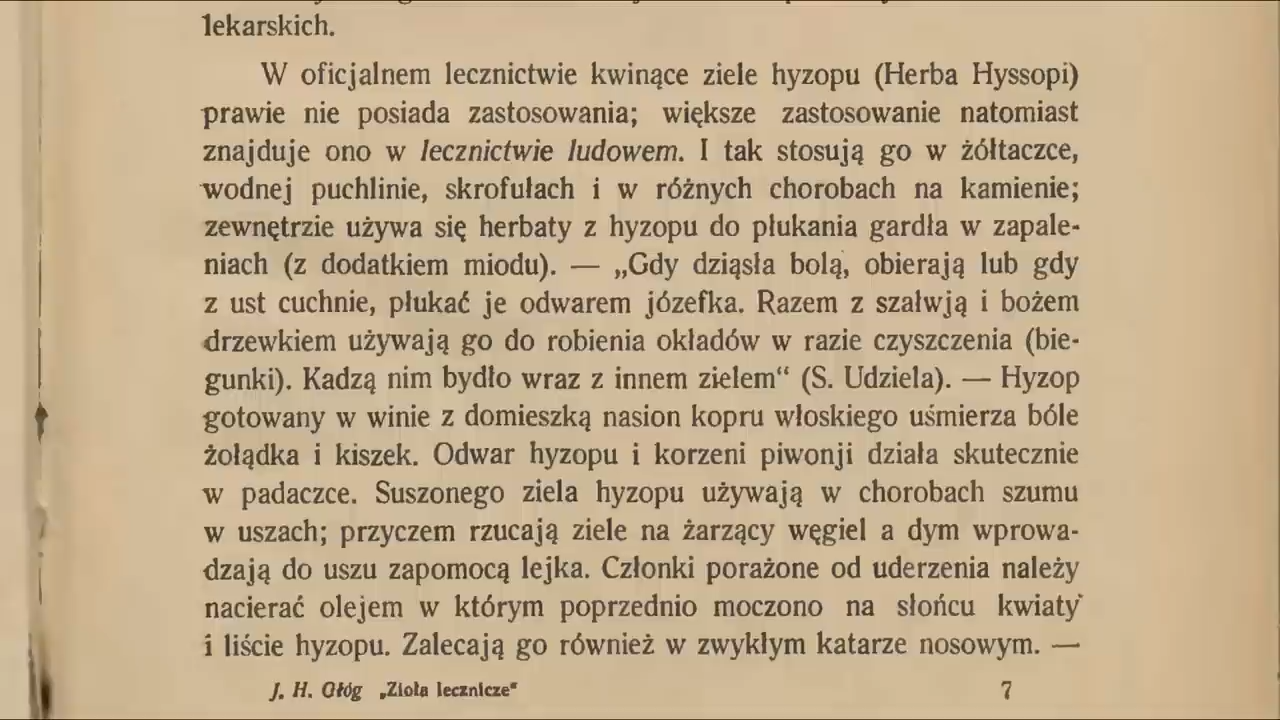 lekarskich.
W oficjalnem lecznictwie kwinące ziele hyzopu (Herba Hyssopi)
prawie nie posiada zastosowania; większe zastosowanie natomiast
znajduje ono w lecznictwie ludowem. I tak stosują go w żółtaczce,
wodnej puchlinie, skrofułach i w różnych chorobach na kamienie;
zewnętrzie używa się herbaty z hyzopu do płukania gardła w zapale-
niach (z dodatkiem miodu). — „Gdy dziąsła bolą, obierają lub gdy
z ust cuchnie, płukać je odwarem józefka. Razem z szałwją i bożem
drzewkiem używają go do robienia okładów w razie czyszczenia (bie-
gunki). Kadzą nim bydło wraz z innem zielem“ (S. Udziela). — Hyzop
gotowany w winie z domieszką nasion kopru włoskiego uśmierza bóle
żołądka i kiszek. Odwar hyzopu i korzeni piwonji działa skutecznie
w padaczce. Suszonego ziela hyzopu używają w chorobach szumu
w uszach; przyczem rzucają ziele na żarzący węgiel a dym wprowa-
dzają do uszu zapomocą lejka. Członki porażone od uderzenia należy
nacierać olejem w którym poprzednio moczono na słońcu kwiaty
i liście hyzopu. Zalecają go również w zwykłym katarze nosowym. —
J. H. Ołóg „Zioła lecznicze“ 7